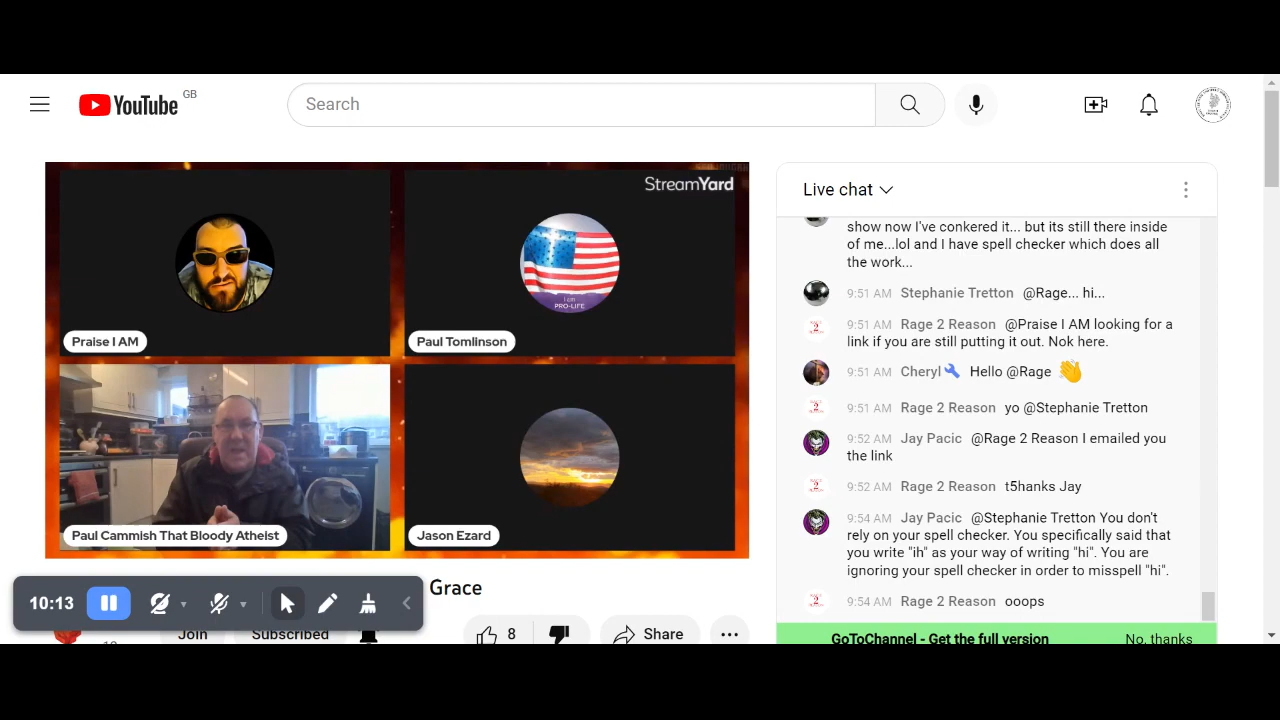 YouTube GB
Search
StreamYard
Praise I AM
I am
PRO-LIFE
Paul Tomlinson
Paul Cammish That Bloody Atheist
Jason Ezard
Grace
10:13
Join
Subscribed
8
Share
Live chat
show now I've conkered it... but its still there inside
of me...lol and I have spell checker which does all
the work...
9:51 AM Stephanie Tretton @Rage... hi...
9:51 AM Rage 2 Reason @Praise I AM looking for a
link if you are still putting it out. Nok here.
9:51 AM Cheryl Hello @Rage
9:51 AM Rage 2 Reason yo @Stephanie Tretton
9:52 AM Jay Pacic @Rage 2 Reason I emailed you
the link
9:52 AM Rage 2 Reason t5hanks Jay
9:54 AM Jay Pacic @Stephanie Tretton You don't
rely on your spell checker. You specifically said that
you write "ih" as your way of writing "hi". You are
ignoring your spell checker in order to misspell "hi".
9:54 AM Rage 2 Reason ooops
GoToChannel - Get the full version No, thanks